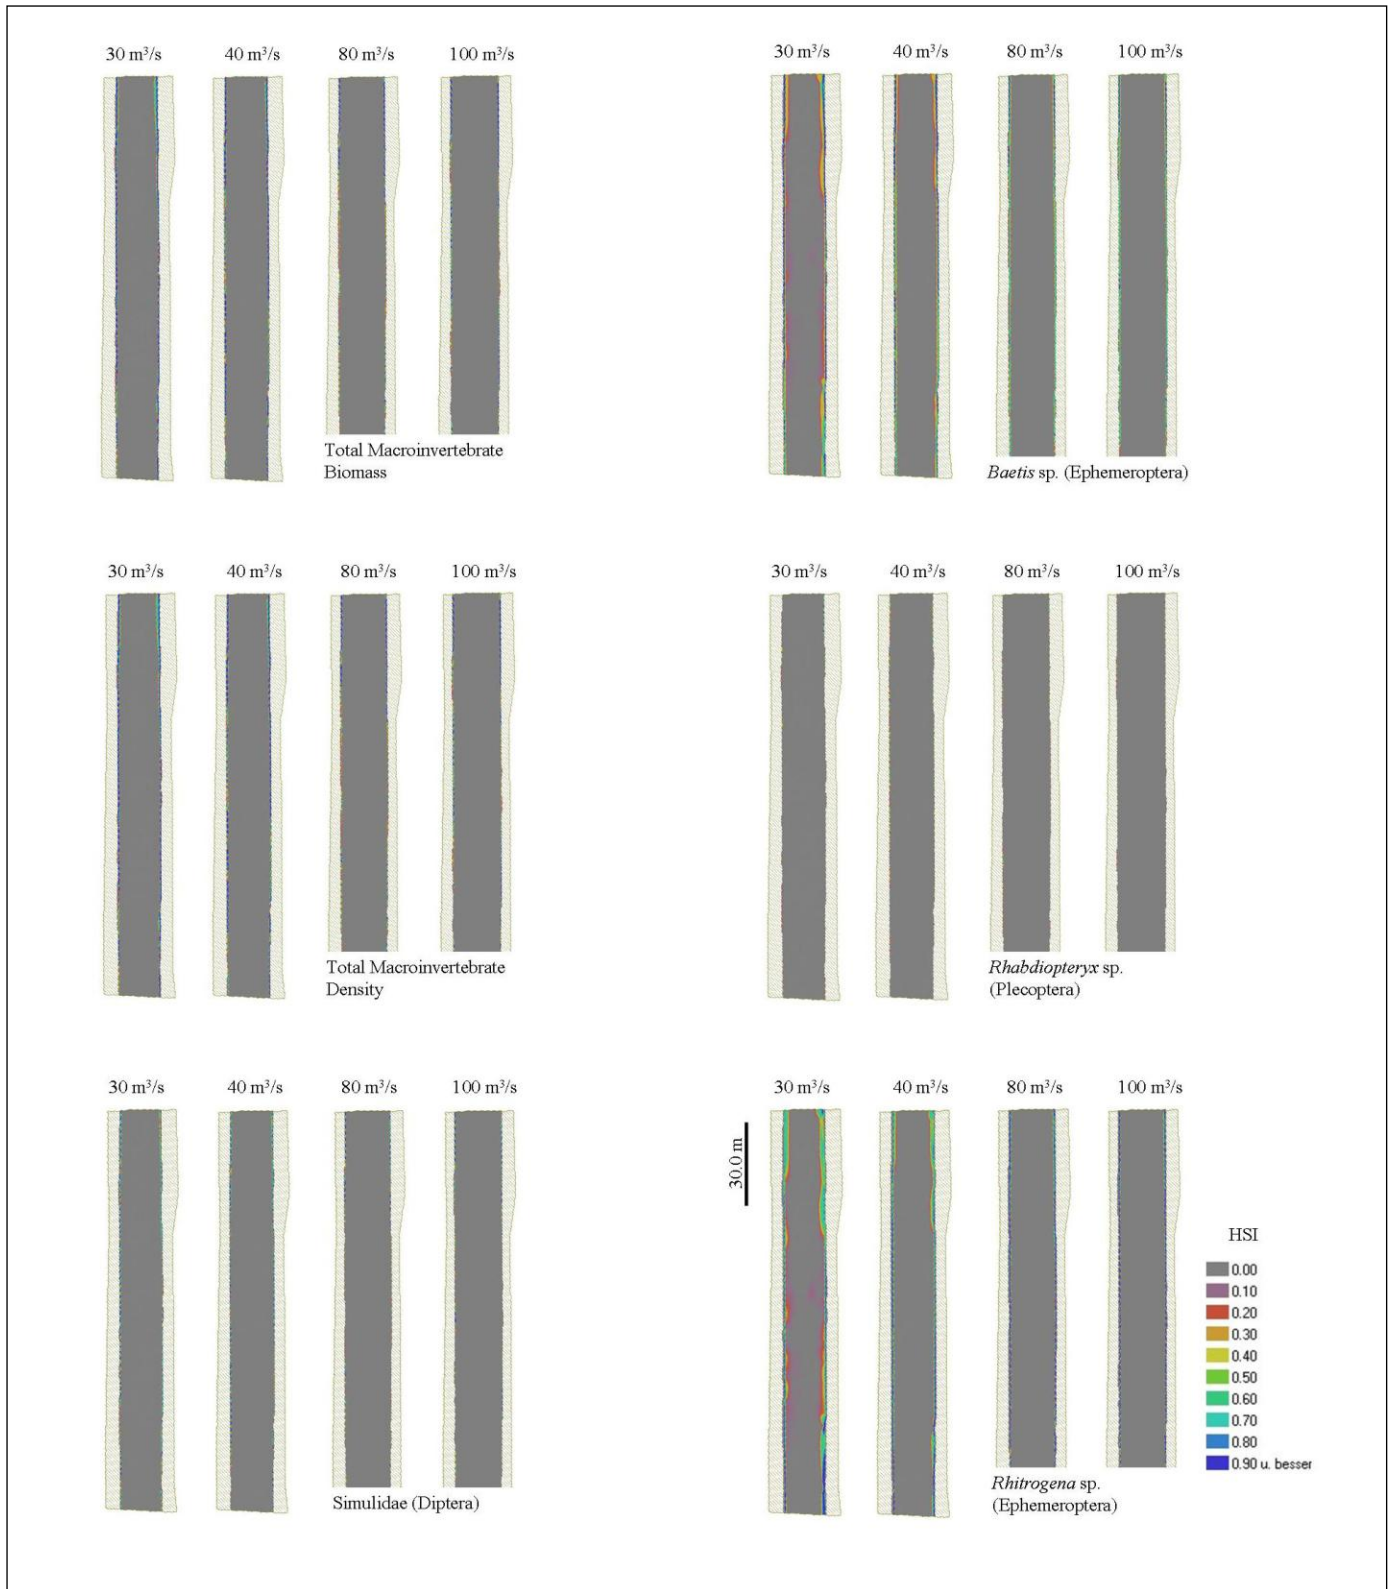 30 m³/s 40 m³/s 80 m³/s 100 m³/s
Total Macroinvertebrate
Biomass
30 m³/s 40 m³/s 80 m³/s 100 m³/s
Baetis sp. (Ephemeroptera)
30 m³/s 40 m³/s 80 m³/s 100 m³/s
Total Macroinvertebrate
Density
30 m³/s 40 m³/s 80 m³/s 100 m³/s
Rhabdiopteryx sp.
(Plecoptera)
30 m³/s 40 m³/s 80 m³/s 100 m³/s
Simulidae (Diptera)
30 m³/s 40 m³/s 80 m³/s 100 m³/s
30.0 m
Rhitrogena sp.
(Ephemeroptera)
HSI
0.00
0.10
0.20
0.30
0.40
0.50
0.60
0.70
0.80
0.90 u. besser